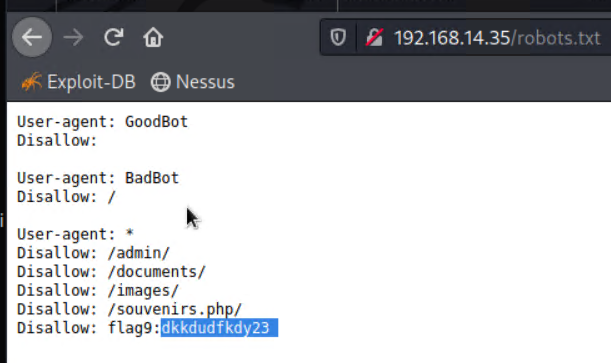 192.168.14.35/robots.txt
Exploit-DB Nessus
User-agent: GoodBot
Disallow:
User-agent: BadBot
Disallow: /
User-agent: *
Disallow: /admin/
Disallow: /documents/
Disallow: /images/
Disallow: /souvenirs.php/
Disallow: flag9:dkkdudfkdy23